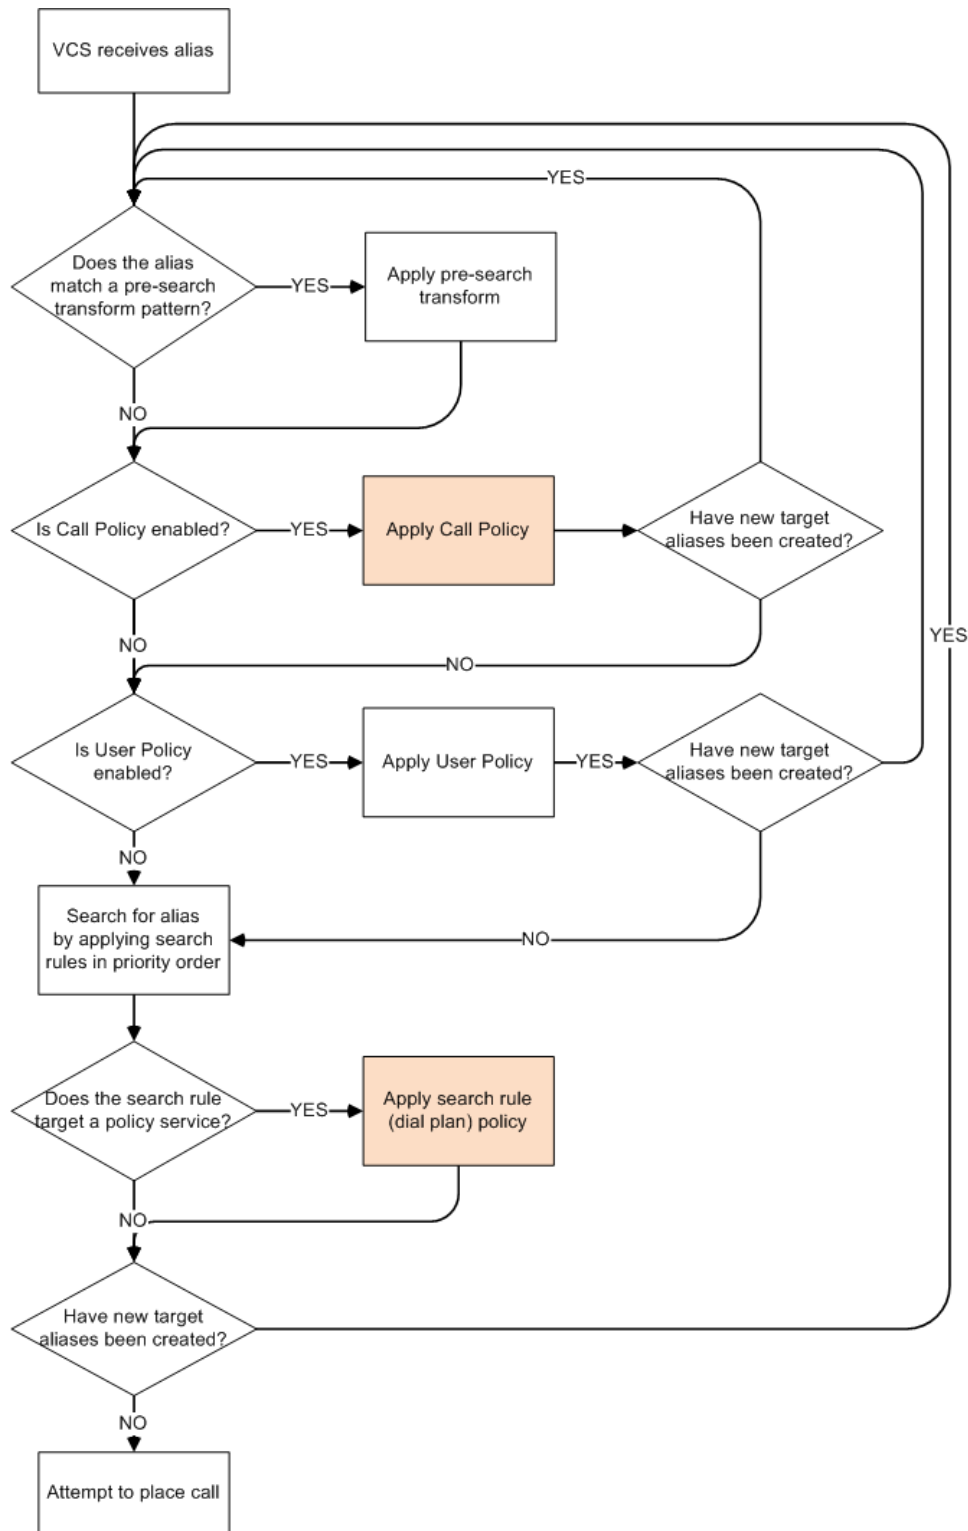 VCS receives alias
YES
Does the alias
match a pre-search
transform pattern?
YES
Apply pre-search
transform
NO
Is Call Policy enabled?
YES
Apply Call Policy
Have new target
aliases been created?
NO
YES
NO
Is User Policy
enabled?
YES
Apply User Policy
YES
Have new target
aliases been created?
NO
Search for alias
by applying search
rules in priority order
NO
Does the search rule
target a policy service?
YES
Apply search rule
(dial plan) policy
NO
Have new target
aliases been created?
NO
Attempt to place call